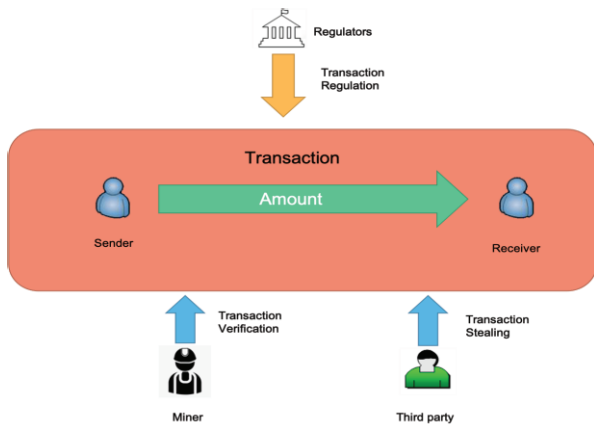 Regulators
Transaction
Regulation
Transaction
Amount
Sender
Receiver
Transaction
Verification
Transaction
Stealing
Miner
Third party